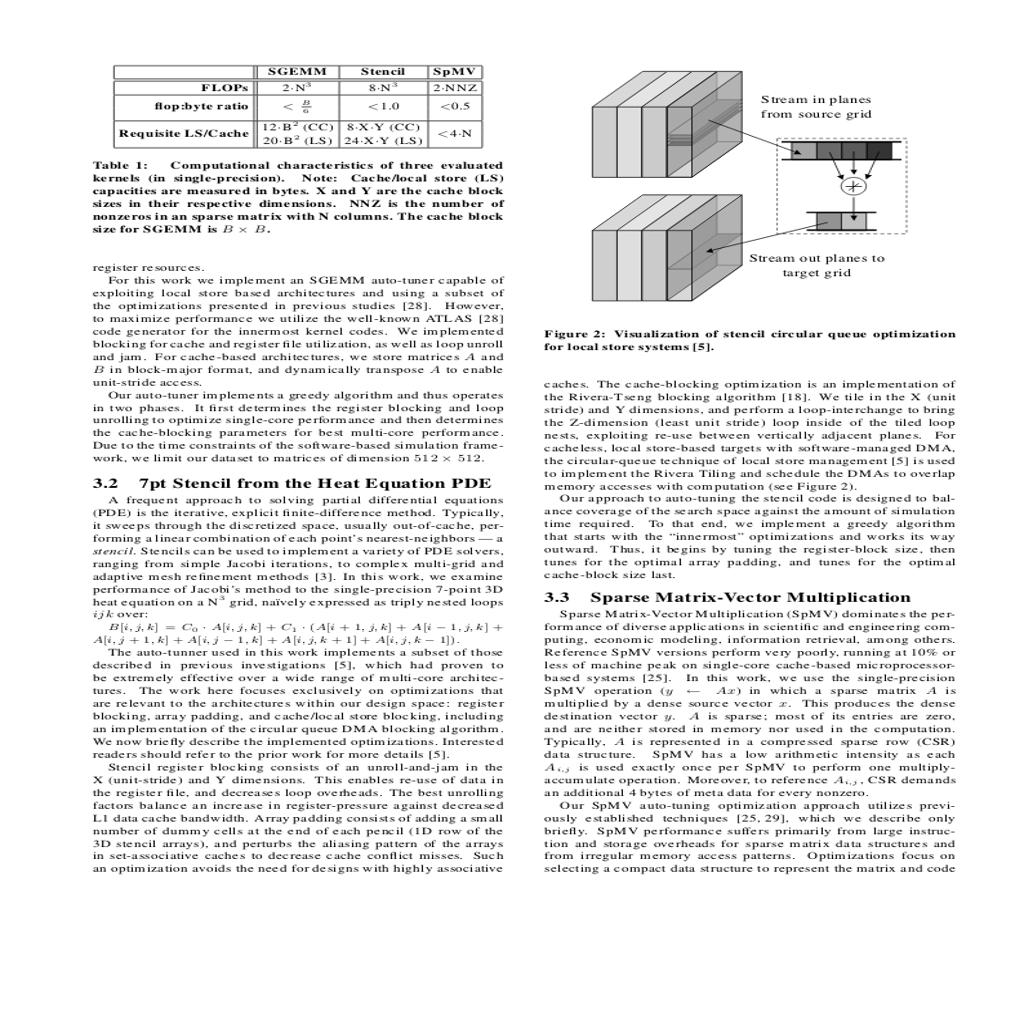 SGEMM Stencil SpMV
FLOPs 2·N³ 8·N³ 2·NNZ
flop:byte ratio < B/6 <1.0 <0.5
Requisite LS/Cache 12·B² (CC) 8·X·Y (CC) <4·N
20·B² (LS) 24·X·Y (LS)
Table 1: Computational characteristics of three evaluated
kernels (in single-precision). Note: Cache/local store (LS)
capacities are measured in bytes. X and Y are the cache block
sizes in their respective dimensions. NNZ is the number of
nonzeros in an sparse matrix with N columns. The cache block
size for SGEMM is B × B.
register resources.
For this work we implement an SGEMM auto-tuner capable of
exploiting local store based architectures and using a subset of
the optimizations presented in previous studies [28]. However,
to maximize performance we utilize the well-known ATLAS [28]
code generator for the innermost kernel codes. We implemented
blocking for cache and register file utilization, as well as loop unroll
and jam. For cache-based architectures, we store matrices A and
B in block-major format, and dynamically transpose A to enable
unit-stride access.
Our auto-tuner implements a greedy algorithm and thus operates
in two phases. It first determines the register blocking and loop
unrolling to optimize single-core performance and then determines
the cache-blocking parameters for best multi-core performance.
Due to the constraints of the software-based simulation frame-
work, we limit our dataset to matrices of dimension 512 × 512.
3.2 7pt Stencil from the Heat Equation PDE
A frequent approach to solving partial differential equations
(PDE) is the iterative, explicit finite-difference method. Typically,
it sweeps through the discretized space, usually out-of-cache, per-
forming a linear combination of each point's nearest-neighbors — a
stencil. Stencils can be used to implement a variety of PDE solvers,
ranging from simple Jacobi iterations, to complex multi-grid and
adaptive mesh refinement methods [3]. In this work, we examine
performance of Jacobi's method to the single-precision 7-point 3D
heat equation on a N³ grid, naïvely expressed as triply nested loops
ijk over:
B[i, j, k] = C₀ · A[i, j, k] + C₁ · (A[i + 1, j, k] + A[i − 1, j, k] +
A[i, j + 1, k] + A[i, j − 1, k] + A[i, j, k + 1] + A[i, j, k − 1]).
The auto-tunner used in this work implements a subset of those
described in previous investigations [5], which had proven to
be extremely effective over a wide range of multi-core architec-
tures. The work here focuses exclusively on optimizations that
are relevant to the architectures within our design space: register
blocking, array padding, and cache/local store blocking, including
an implementation of the circular queue DMA blocking algorithm.
We now briefly describe the implemented optimizations. Interested
readers should refer to the prior work for more details [5].
Stencil register blocking consists of an unroll-and-jam in the
X (unit-stride) and Y dimensions. This enables re-use of data in
the register file, and decreases loop overheads. The best unrolling
factors balance an increase in register-pressure against decreased
L1 data cache bandwidth. Array padding consists of adding a small
number of dummy cells at the end of each pencil (1D row of the
3D stencil arrays), and perturbs the aliasing pattern of the arrays
in set-associative caches to decrease cache conflict misses. Such
an optimization avoids the need for designs with highly associative
Stream in planes
from source grid
+
Stream out planes to
target grid
Figure 2: Visualization of stencil circular queue optimization
for local store systems [5].
caches. The cache-blocking optimization is an implementation of
the Rivera-Tseng blocking algorithm [18]. We tile in the X (unit
stride) and Y dimensions, and perform a loop-interchange to bring
the Z-dimension (least unit stride) loop inside of the tiled loop
nests, exploiting re-use between vertically adjacent planes. For
cacheless, local store-based targets with software-managed DMA,
the circular-queue technique of local store management [5] is used
to implement the Rivera Tiling and schedule the DMAs to overlap
memory accesses with computation (see Figure 2).
Our approach to auto-tuning the stencil code is designed to bal-
ance coverage of the search space against the amount of simulation
time required. To that end, we implement a greedy algorithm
that starts with the "innermost" optimizations and works its way
outward. Thus, it begins by tuning the register-block size, then
tunes for the optimal array padding, and tunes for the optimal
cache-block size last.
3.3 Sparse Matrix-Vector Multiplication
Sparse Matrix-Vector Multiplication (SpMV) dominates the per-
formance of diverse applications in scientific and engineering com-
puting, economic modeling, information retrieval, among others.
Reference SpMV versions perform very poorly, running at 10% or
less of machine peak on single-core cache-based microprocessor-
based systems [25]. In this work, we use the single-precision
SpMV operation (y ← Ax) in which a sparse matrix A is
multiplied by a dense source vector x. This produces the dense
destination vector y. A is sparse; most of its entries are zero,
and are neither stored in memory nor used in the computation.
Typically, A is represented in a compressed sparse row (CSR)
data structure. SpMV has a low arithmetic intensity as each
Aᵢ,ⱼ is used exactly once per SpMV to perform one multiply-
accumulate operation. Moreover, to reference Aᵢ,ⱼ, CSR demands
an additional 4 bytes of meta data for every nonzero.
Our SpMV auto-tuning optimization approach utilizes previ-
ously established techniques [25, 29], which we describe only
briefly. SpMV performance suffers primarily from large instruc-
tion and storage overheads for sparse matrix data structures and
from irregular memory access patterns. Optimizations focus on
selecting a compact data structure to represent the matrix and code